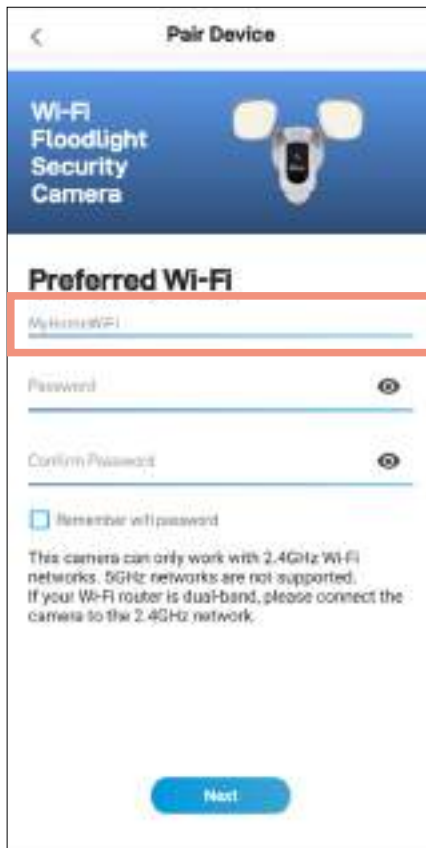 Pair Device
Wi-Fi
Floodlight
Security
Camera
Preferred Wi-Fi
MyHomeWiFi
Password
Confirm Password
Remember wifi password
This camera can only work with 2.4GHz Wi-Fi
networks. 5GHz networks are not supported.
If your Wi-Fi router is dual-band, please connect the
camera to the 2.4GHz network.
Next